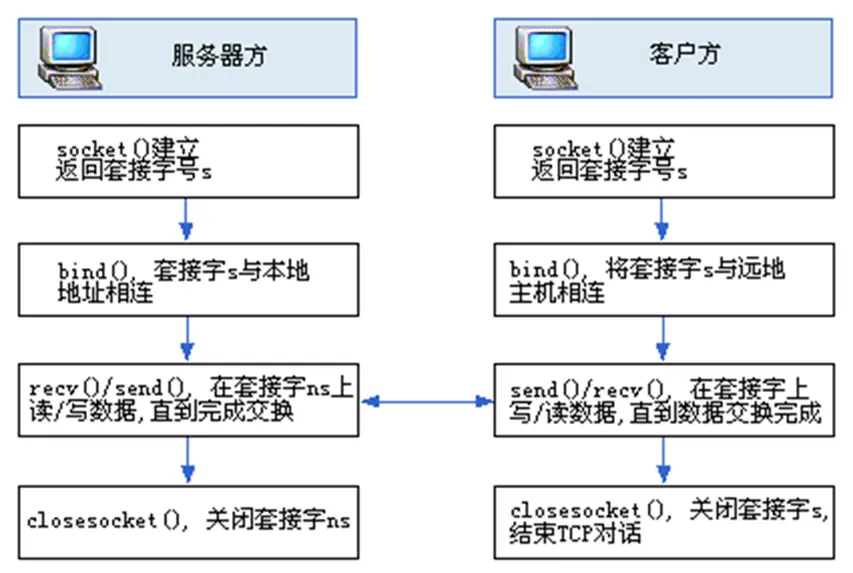 服务器方
socket()建立
返回套接字号s
bind(), 套接字s与本地
地址相连
recv()/send(), 在套接字ns上
读/写数据,直到完成交换
closesocket(), 关闭套接字ns
客户方
socket()建立
返回套接字号s
bind(), 将套接字s与远地
主机相连
send()/recv(), 在套接字上
写/读数据,直到数据交换完成
closesocket(), 关闭套接字s,
结束TCP对话